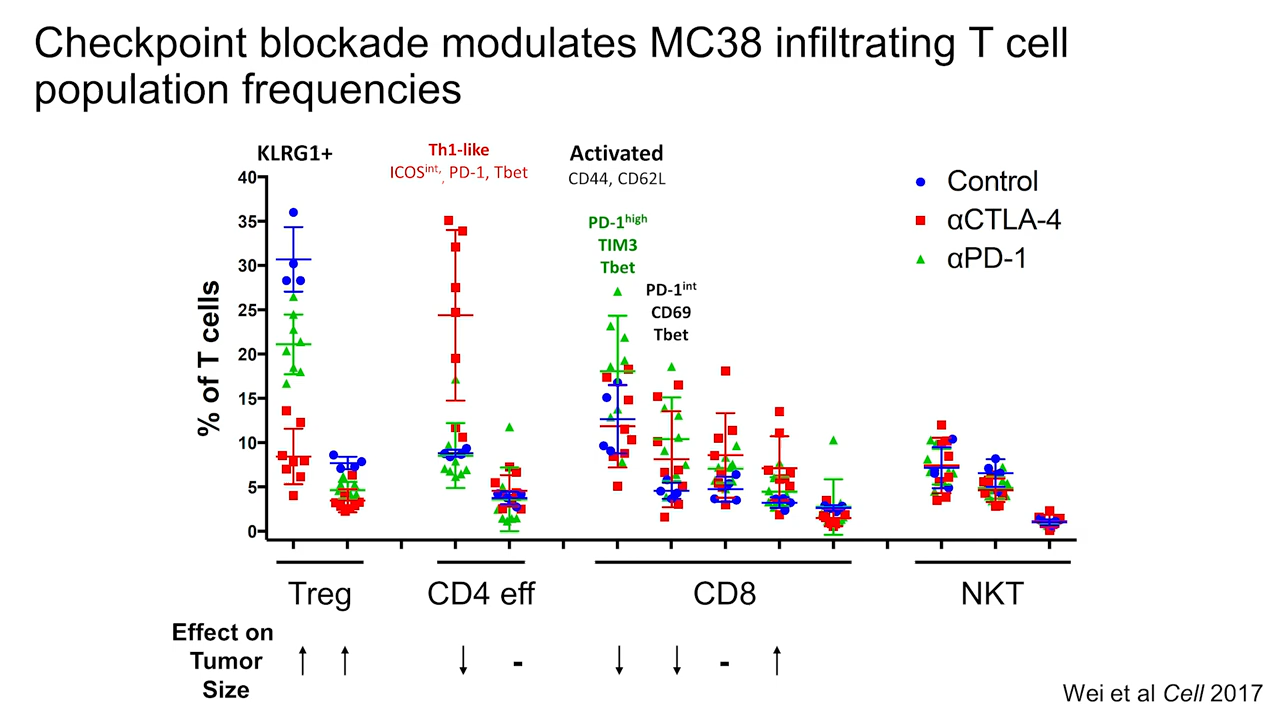 Checkpoint blockade modulates MC38 infiltrating T cell
population frequencies
KLRG1+
Th1-like
ICOSint, PD-1, Tbet
Activated
CD44, CD62L
PD-1high
TIM3
Tbet
PD-1int
CD69
Tbet
Control
αCTLA-4
αPD-1
% of T cells
40
35
30
25
20
15
10
5
0
Treg
CD4 eff
CD8
NKT
Effect on
Tumor
Size
↑ ↑ ↓ - ↓ ↓ - ↑
Wei et al Cell 2017